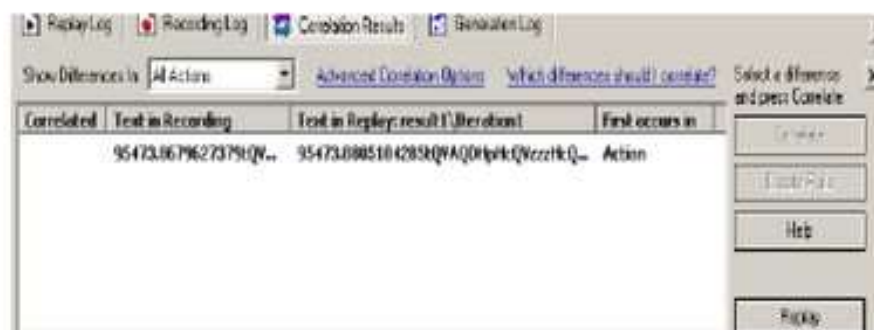 Replay Log Recording Log Correlation Results Generation Log
Show Differences in All Actions Advanced Correlation Options Which differences should I correlate? Select a difference
and press Correlate
Correlated Text in Recording Text in Replay: result1\Iteration1 First occurs in
Correlate
Action
Create Rule
Help
Replay